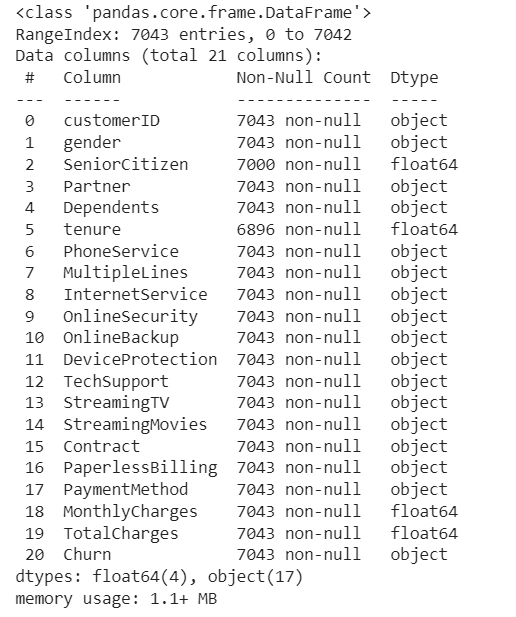 <class 'pandas.core.frame.DataFrame'>
RangeIndex: 7043 entries, 0 to 7042
Data columns (total 21 columns):
 #   Column            Non-Null Count  Dtype
---  ------            --------------  -----
 0   customerID        7043 non-null   object
 1   gender            7043 non-null   object
 2   SeniorCitizen     7000 non-null   float64
 3   Partner           7043 non-null   object
 4   Dependents        7043 non-null   object
 5   tenure            6896 non-null   float64
 6   PhoneService      7043 non-null   object
 7   MultipleLines     7043 non-null   object
 8   InternetService   7043 non-null   object
 9   OnlineSecurity    7043 non-null   object
 10  OnlineBackup      7043 non-null   object
 11  DeviceProtection  7043 non-null   object
 12  TechSupport       7043 non-null   object
 13  StreamingTV       7043 non-null   object
 14  StreamingMovies   7043 non-null   object
 15  Contract          7043 non-null   object
 16  PaperlessBilling  7043 non-null   object
 17  PaymentMethod     7043 non-null   object
 18  MonthlyCharges    7043 non-null   float64
 19  TotalCharges      7043 non-null   float64
 20  Churn             7043 non-null   object
dtypes: float64(4), object(17)
memory usage: 1.1+ MB